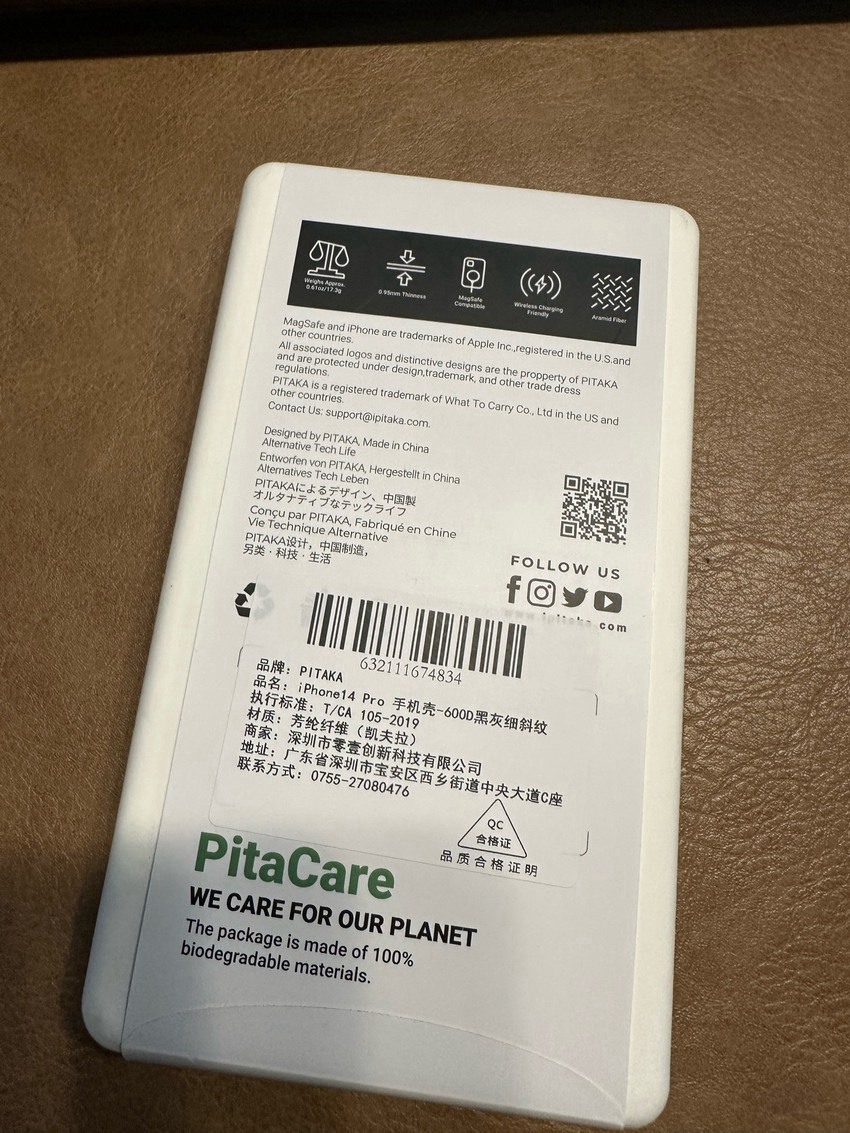 Weighs Approx.
0.61oz/17.3g
0.95mm Thinness
MagSafe
Compatible
Wireless Charging
Friendly
Aramid Fiber
MagSafe and iPhone are trademarks of Apple Inc.,registered in the U.S.and
other countries.
All associated logos and distinctive designs are the propperty of PITAKA
and are protected under design,trademark, and other trade dress
regulations.
PITAKA is a registered trademark of What To Carry Co., Ltd in the US and
other countries.
Contact Us: support@ipitaka.com.
Designed by PITAKA, Made in China
Alternative Tech Life
Entworfen von PITAKA, Hergestellt in China
Alternatives Tech Leben
PITAKAによるデザイン、中国製
オルタナティブなテックライフ
Conçu par PITAKA, Fabriqué en Chine
Vie Technique Alternative
PITAKA设计，中国制造，
另类·科技·生活
FOLLOW US
www.ipitaka.com
632111674834
品牌：PITAKA
品名：iPhone14 Pro 手机壳-600D黑灰细斜纹
执行标准：T/CA 105-2019
材质：芳纶纤维（凯夫拉）
商家：深圳市零壹创新科技有限公司
地址：广东省深圳市宝安区西乡街道中央大道C座
联系方式：0755-27080476
QC
合格证
品质合格证明
PitaCare
WE CARE FOR OUR PLANET
The package is made of 100%
biodegradable materials.